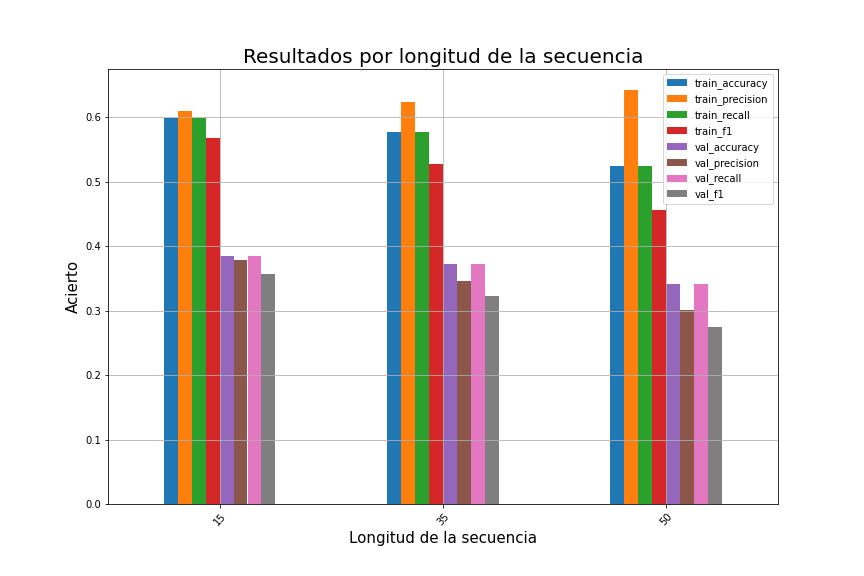 Resultados por longitud de la secuencia
train_accuracy
train_precision
train_recall
train_f1
val_accuracy
val_precision
val_recall
val_f1
Acierto
0.6
0.5
0.4
0.3
0.2
0.1
0.0
15
35
50
Longitud de la secuencia